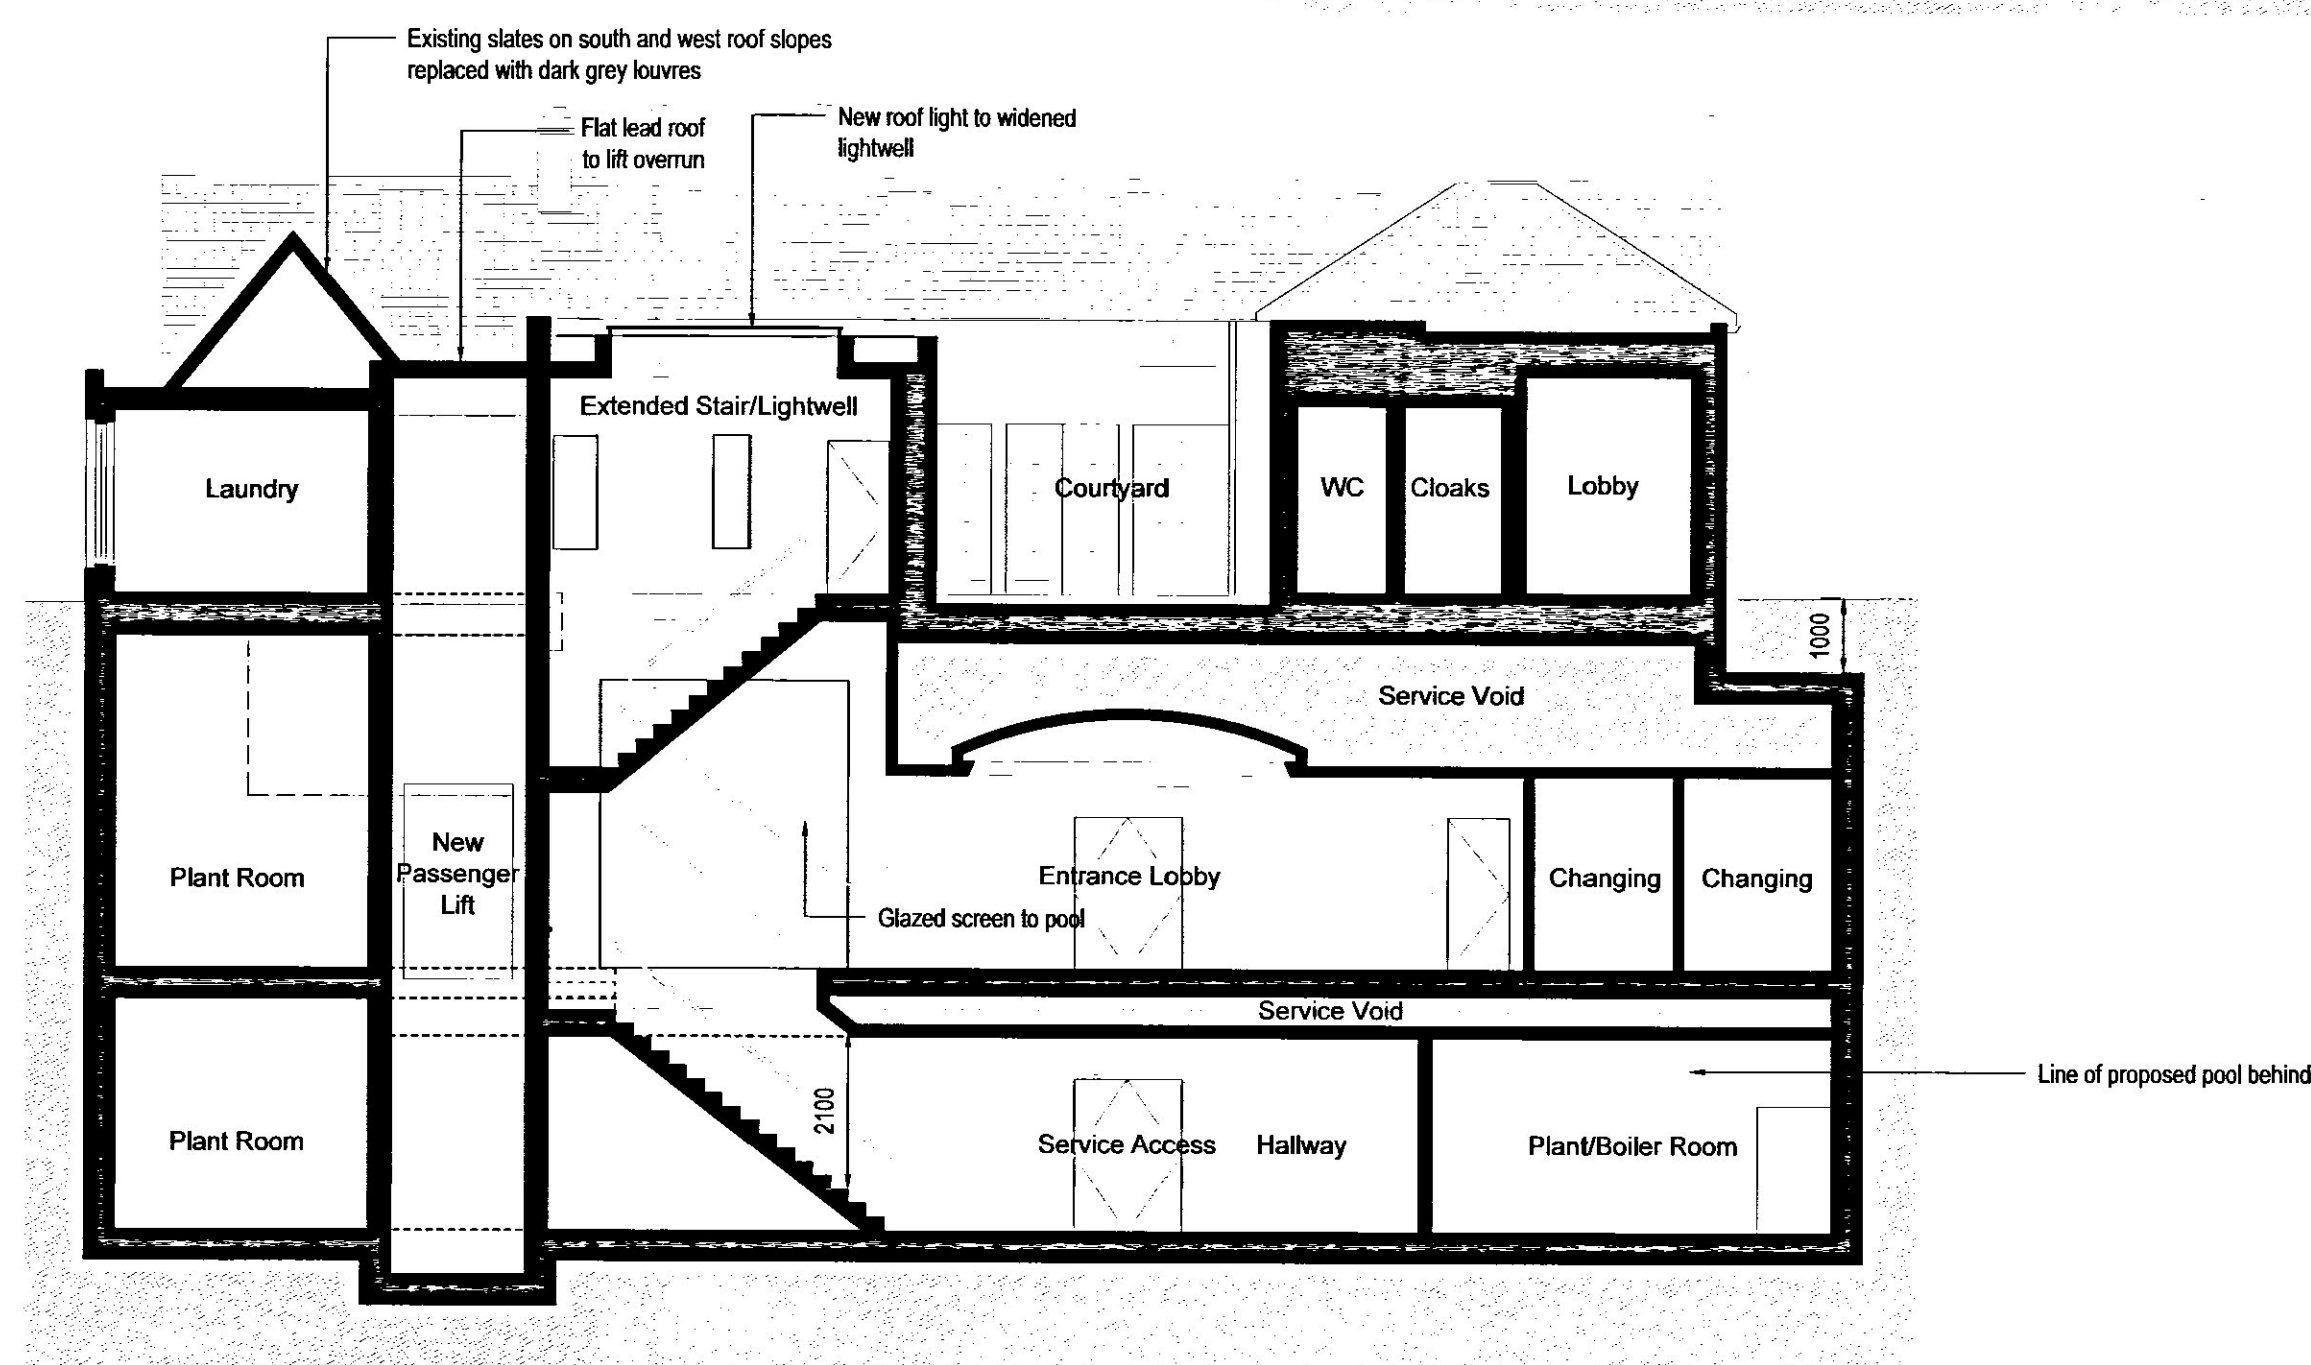 Existing slates on south and west roof slopes
replaced with dark grey louvres
Flat lead roof
to lift overrun
New roof light to widened
lightwell
Extended Stair/Lightwell
Laundry
Courtyard
WC
Cloaks
Lobby
1000
Service Void
New
Passenger
Lift
Plant Room
Entrance Lobby
Changing
Changing
Glazed screen to pool
Service Void
Line of proposed pool behind
2100
Plant Room
Service Access
Hallway
Plant/Boiler Room